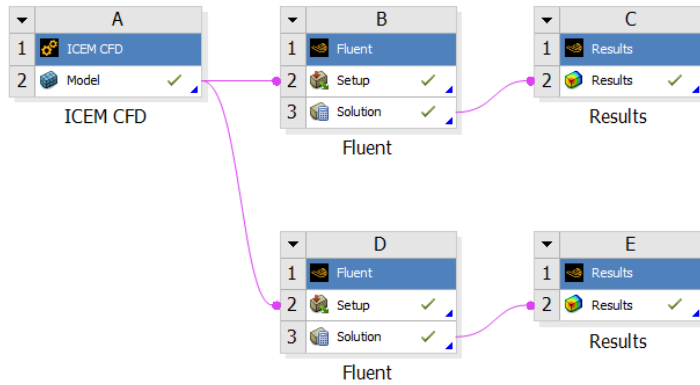 A
1 ICEM CFD
2 Model
ICEM CFD
B
1 Fluent
2 Setup
3 Solution
Fluent
C
1 Results
2 Results
Results
D
1 Fluent
2 Setup
3 Solution
Fluent
E
1 Results
2 Results
Results